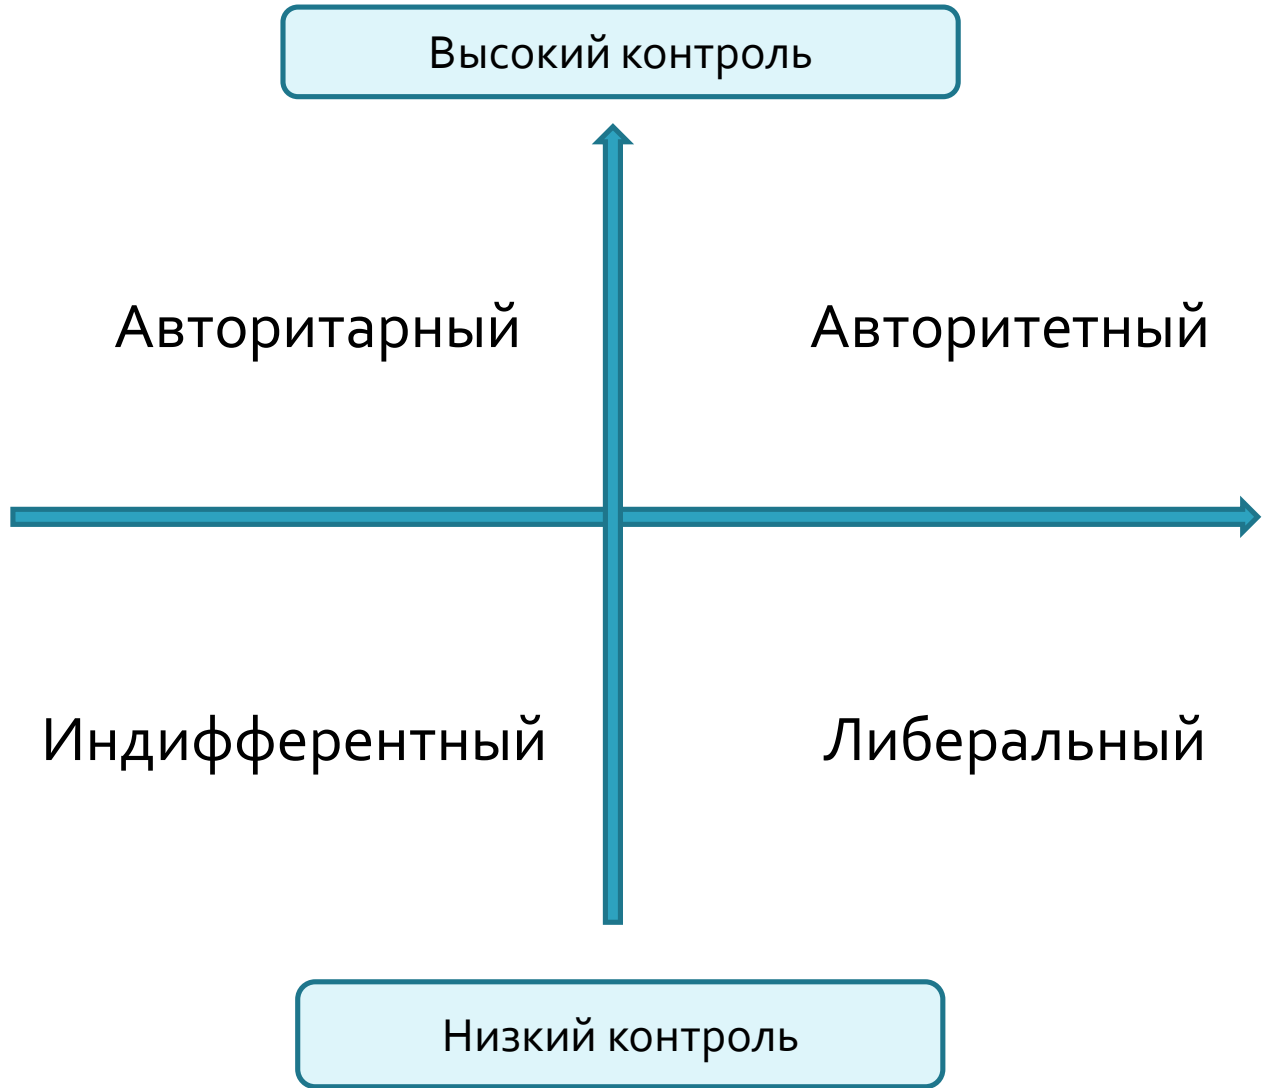 Высокий контроль
Авторитарный
Авторитетный
Индифферентный
Либеральный
Низкий контроль